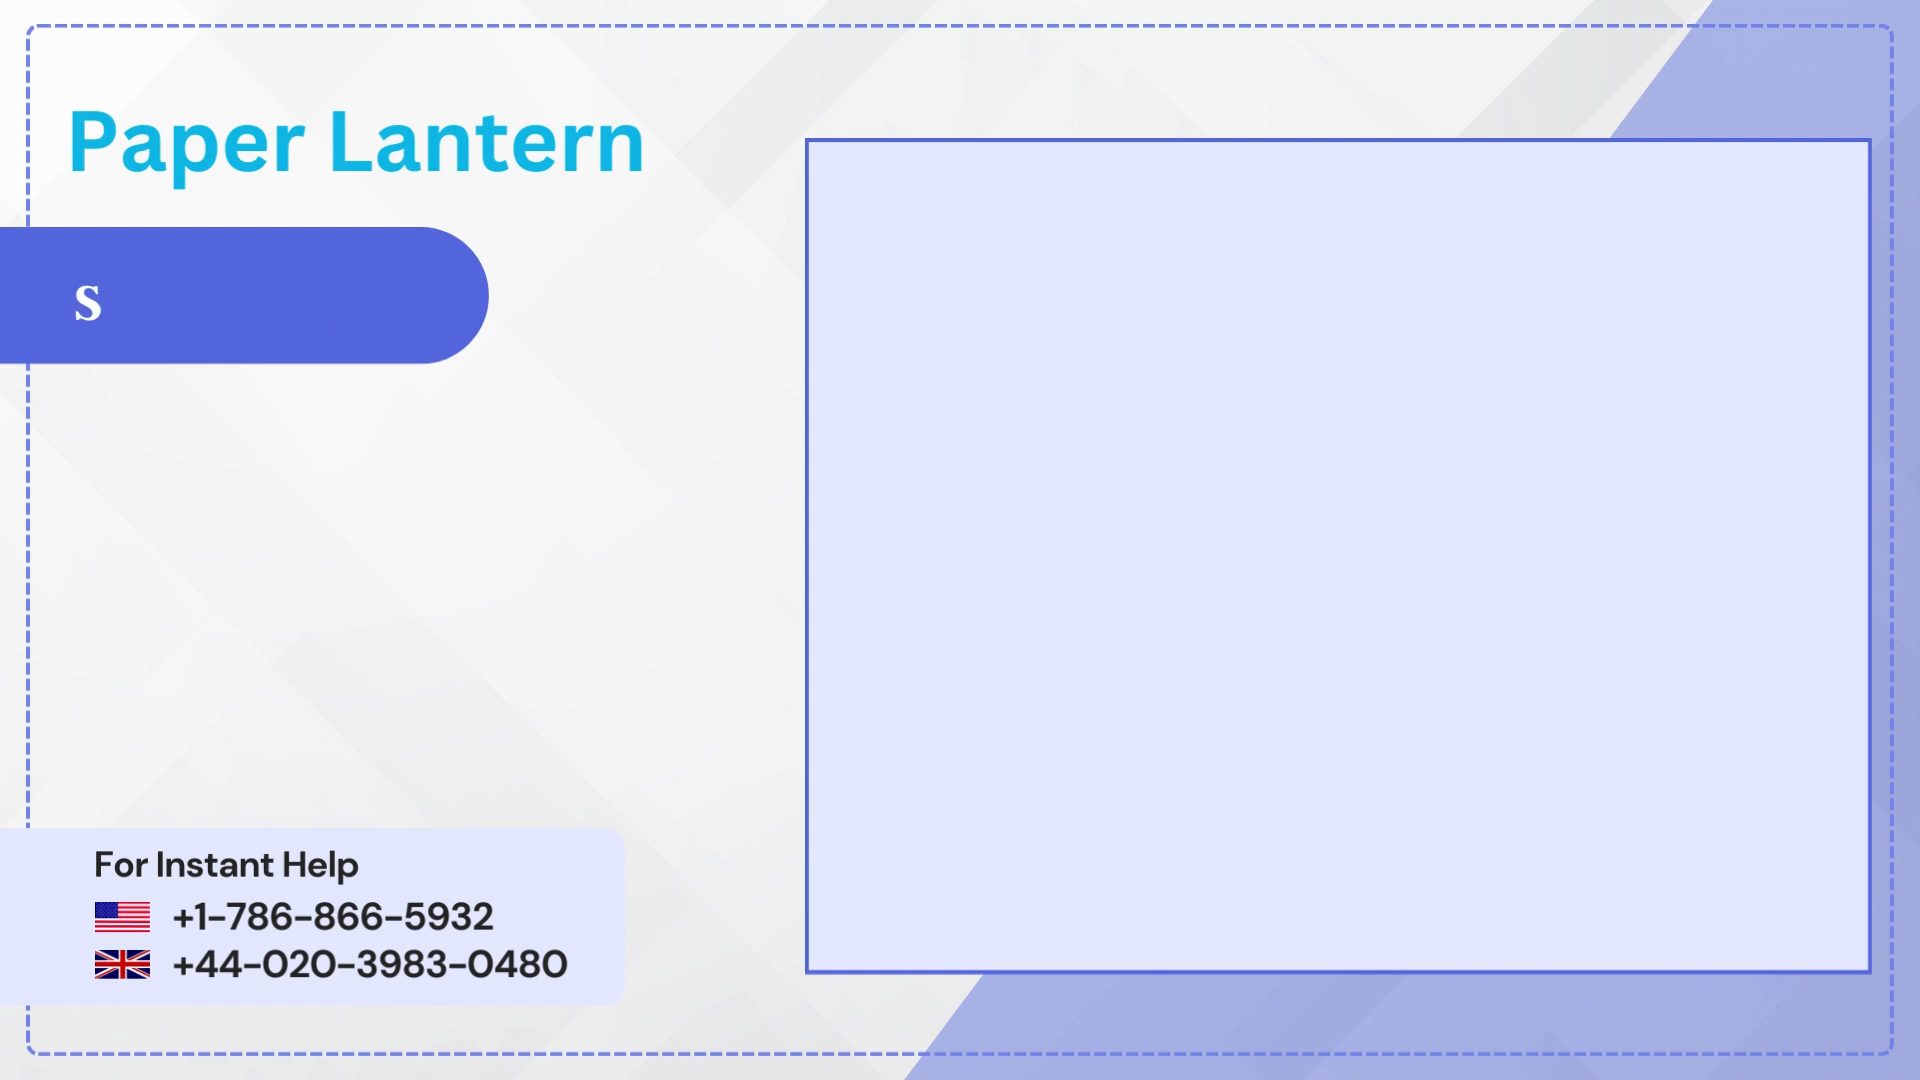 Paper Lantern
s
For Instant Help
+1-786-866-5932
+44-020-3983-0480